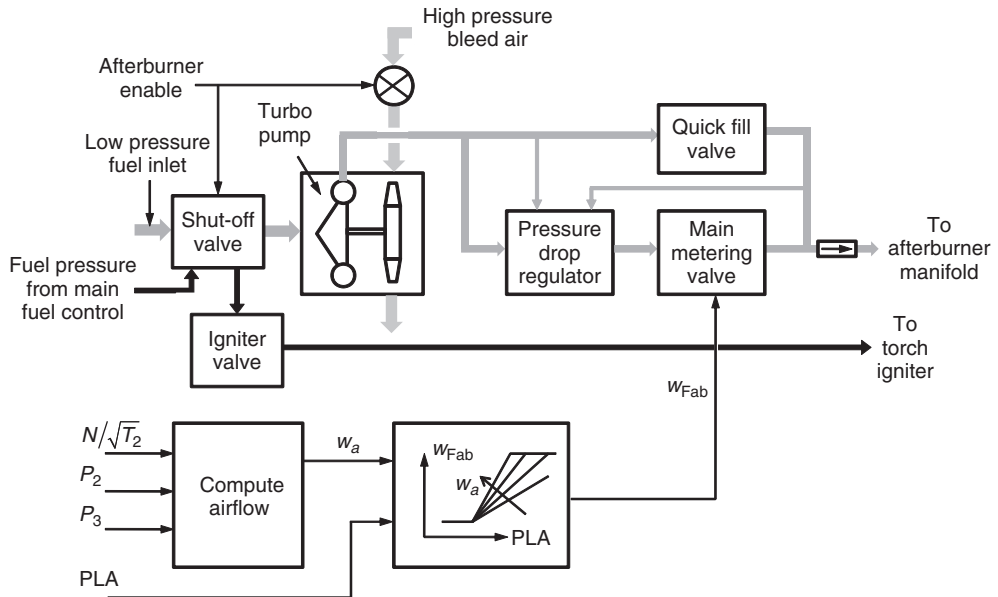 High pressure
bleed air
Afterburner
enable
Turbo
pump
Low pressure
fuel inlet
Quick fill
valve
Shut-off
valve
Pressure
drop
regulator
Main
metering
valve
To
afterburner
manifold
Fuel pressure
from main
fuel control
Igniter
valve
To
torch
igniter
w_Fab
N/√T_2
P_2
P_3
PLA
Compute
airflow
w_a
w_Fab
w_a
PLA